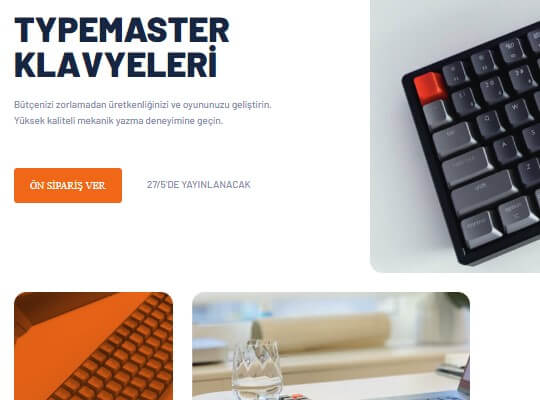 TYPEMASTER
KLAVYELERİ
Bütçenizi zorlamadan üretkenliğinizi ve oyununuzu geliştirin.
Yüksek kaliteli mekanik yazma deneyimine geçin.
ÖN SİPARİŞ VER
27/5'DE YAYINLANACAK